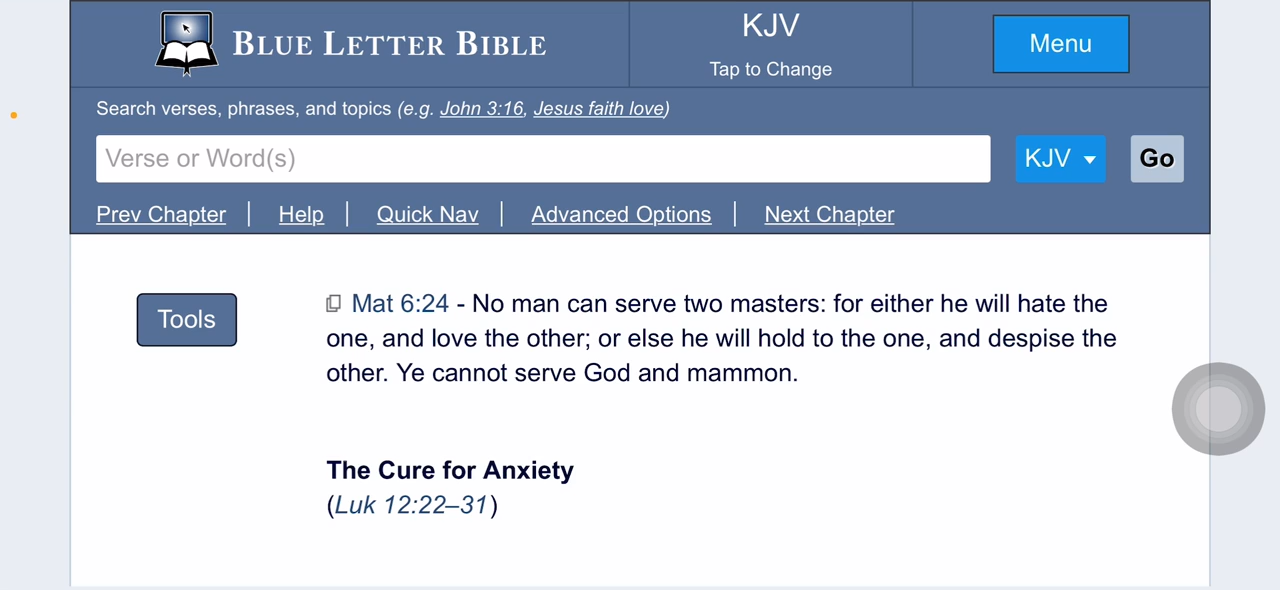 BLUE LETTER BIBLE
KJV
Tap to Change
Menu
Search verses, phrases, and topics (e.g. John 3:16, Jesus faith love)
Verse or Word(s)
KJV
Go
Prev Chapter | Help | Quick Nav | Advanced Options | Next Chapter
Tools
Mat 6:24 - No man can serve two masters: for either he will hate the
one, and love the other; or else he will hold to the one, and despise the
other. Ye cannot serve God and mammon.
The Cure for Anxiety
(Luk 12:22–31)